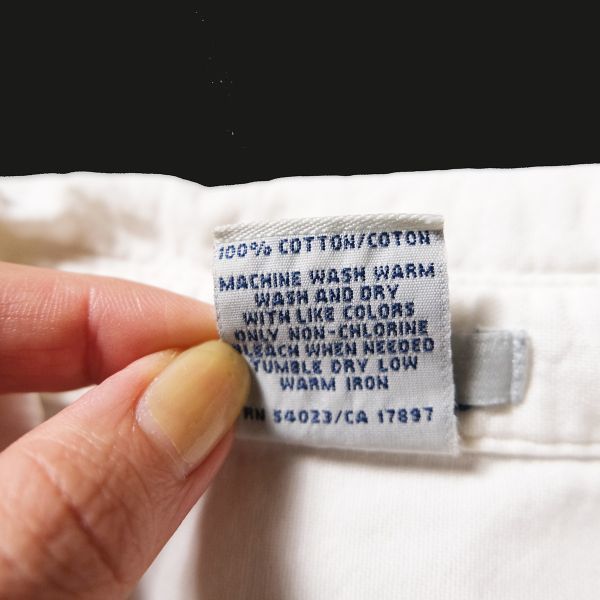 100% COTTON/COTON
MACHINE WASH WARM
WASH AND DRY
WITH LIKE COLORS
ONLY NON-CHLORINE
BLEACH WHEN NEEDED
TUMBLE DRY LOW
WARM IRON
RN 54023/CA 17897